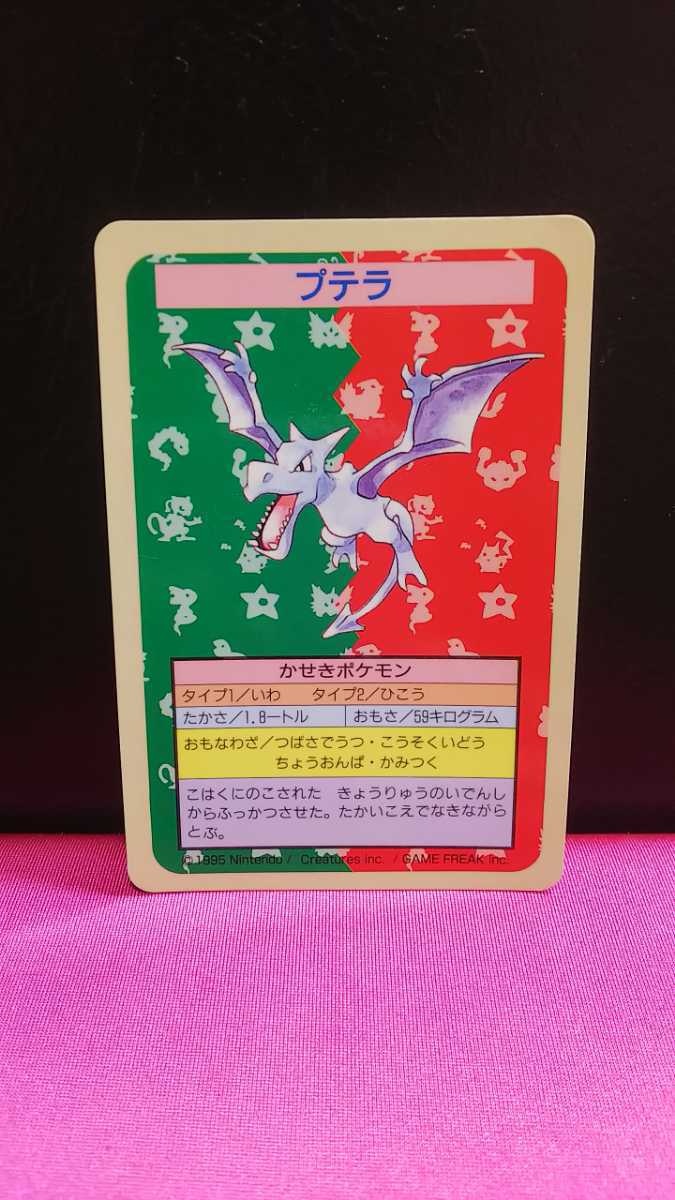 プテラ
かせきポケモン
タイプ1／いわ　タイプ2／ひこう
たかさ／1.8ートル　おもさ／59キログラム
おもなわざ／つばさでうつ・こうそくいどう
ちょうおんぱ・かみつく
こはくにのこされた　きょうりゅうのいでんし
からふっかつさせた。たかいこえでなきながら
とぶ。
© 1995 Nintendo / Creatures inc. / GAME FREAK inc.